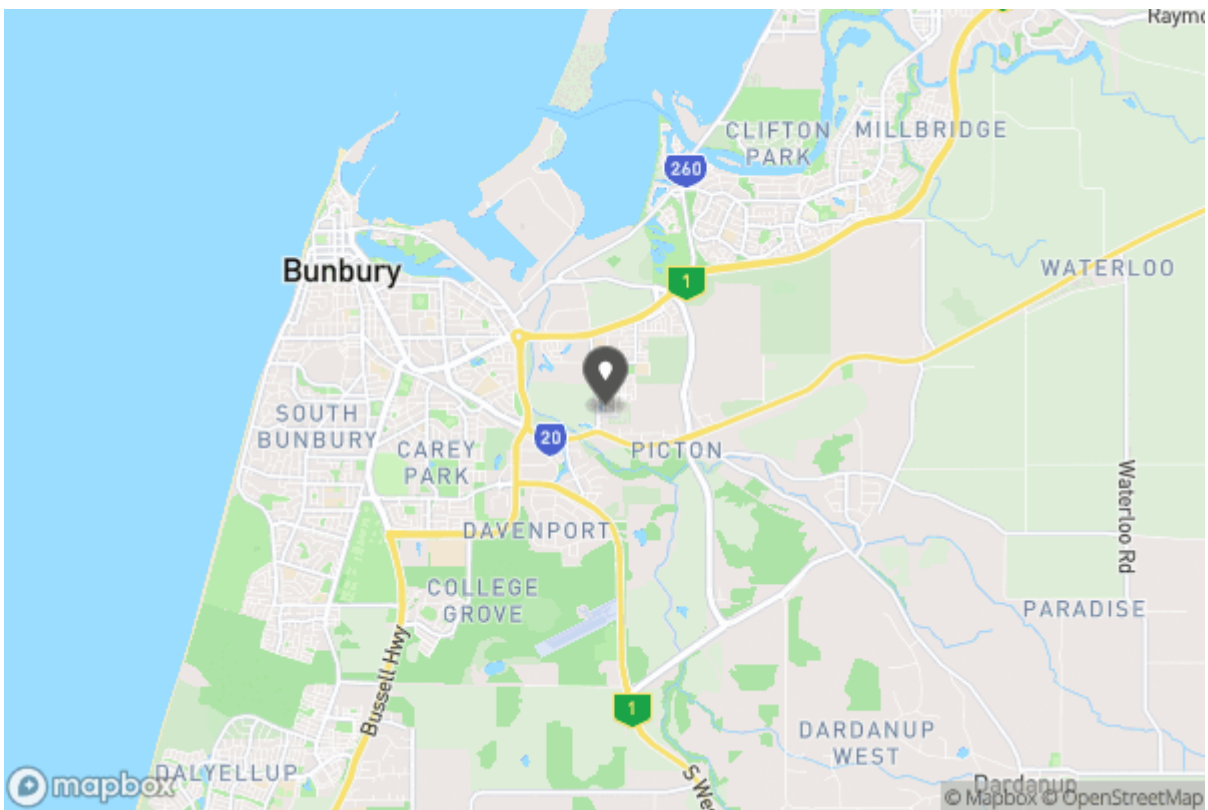 Raymo
CLIFTON
PARK
MILLBRIDGE
260
Bunbury
1
WATERLOO
SOUTH
BUNBURY
CAREY
PARK
20
PICTON
Waterloo Rd
DAVENPORT
COLLEGE
GROVE
PARADISE
Bussell Hwy
1
DARDANUP
WEST
DALYELLUP
S We
Dardanup
mapbox
© Mapbox © OpenStreetMap